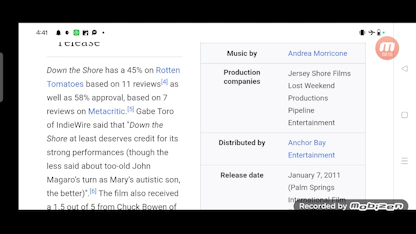 4:41
release
Down the Shore has a 45% on Rotten
Tomatoes based on 11 reviews[4] as
well as 58% approval, based on 7
reviews on Metacritic.[5] Gabe Toro
of IndieWire said that "Down the
Shore at least deserves credit for its
strong performances (though the
less said about too-old John
Magaro's turn as Mary's autistic son,
the better)".[6] The film also received
a 1.5 out of 5 from Chuck Bowen of
Music by
Andrea Morricone
Production
companies
Jersey Shore Films
Lost Weekend
Productions
Pipeline
Entertainment
Distributed by
Anchor Bay
Entertainment
Release date
January 7, 2011
(Palm Springs
International Film
Recorded by Mobizen